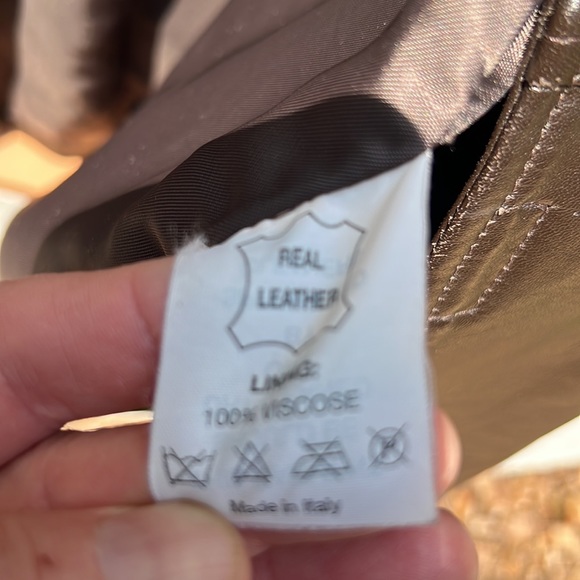 REAL
LEATHER
LINING:
100% VISCOSE
Made in Italy